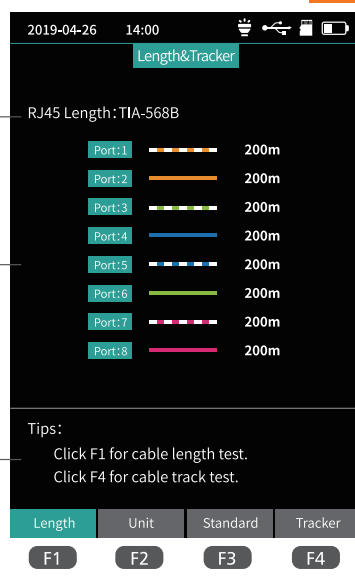 2019-04-26 14:00
Length&Tracker
RJ45 Length:TIA-568B
Port:1 200m
Port:2 200m
Port:3 200m
Port:4 200m
Port:5 200m
Port:6 200m
Port:7 200m
Port:8 200m
Tips:
Click F1 for cable length test.
Click F4 for cable track test.
Length Unit Standard Tracker
F1 F2 F3 F4